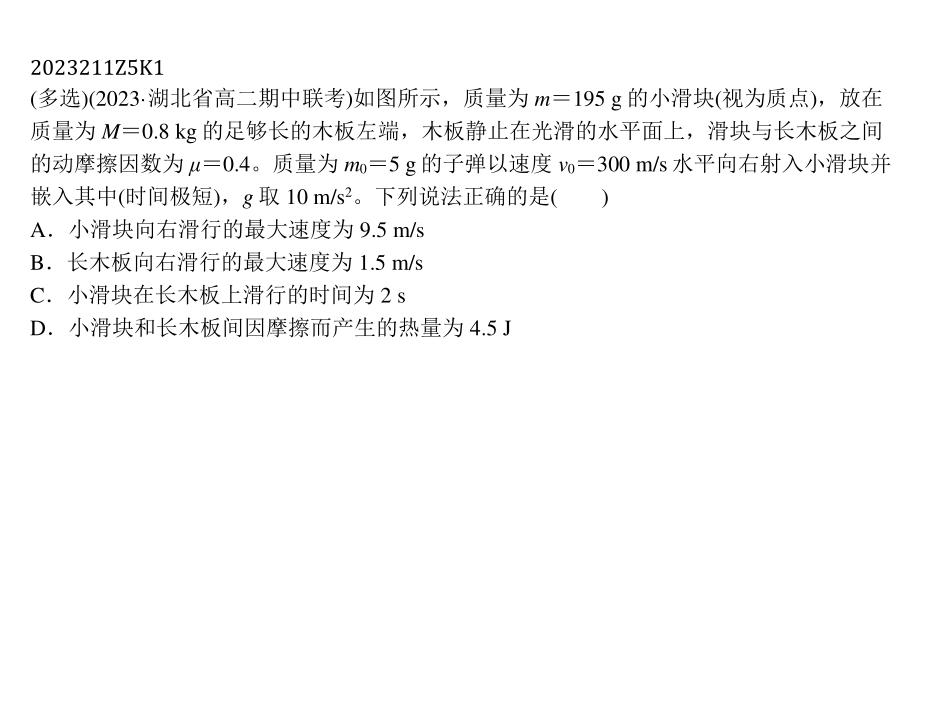 2023211Z5K1
(多选)(2023·湖北省高二期中联考)如图所示，质量为 m＝195 g 的小滑块(视为质点)，放在
质量为 M＝0.8 kg 的足够长的木板左端，木板静止在光滑的水平面上，滑块与长木板之间
的动摩擦因数为 μ＝0.4。质量为 m₀＝5 g 的子弹以速度 v₀＝300 m/s 水平向右射入小滑块并
嵌入其中(时间极短)，g 取 10 m/s²。下列说法正确的是(　　)
A．小滑块向右滑行的最大速度为 9.5 m/s
B．长木板向右滑行的最大速度为 1.5 m/s
C．小滑块在长木板上滑行的时间为 2 s
D．小滑块和长木板间因摩擦而产生的热量为 4.5 J